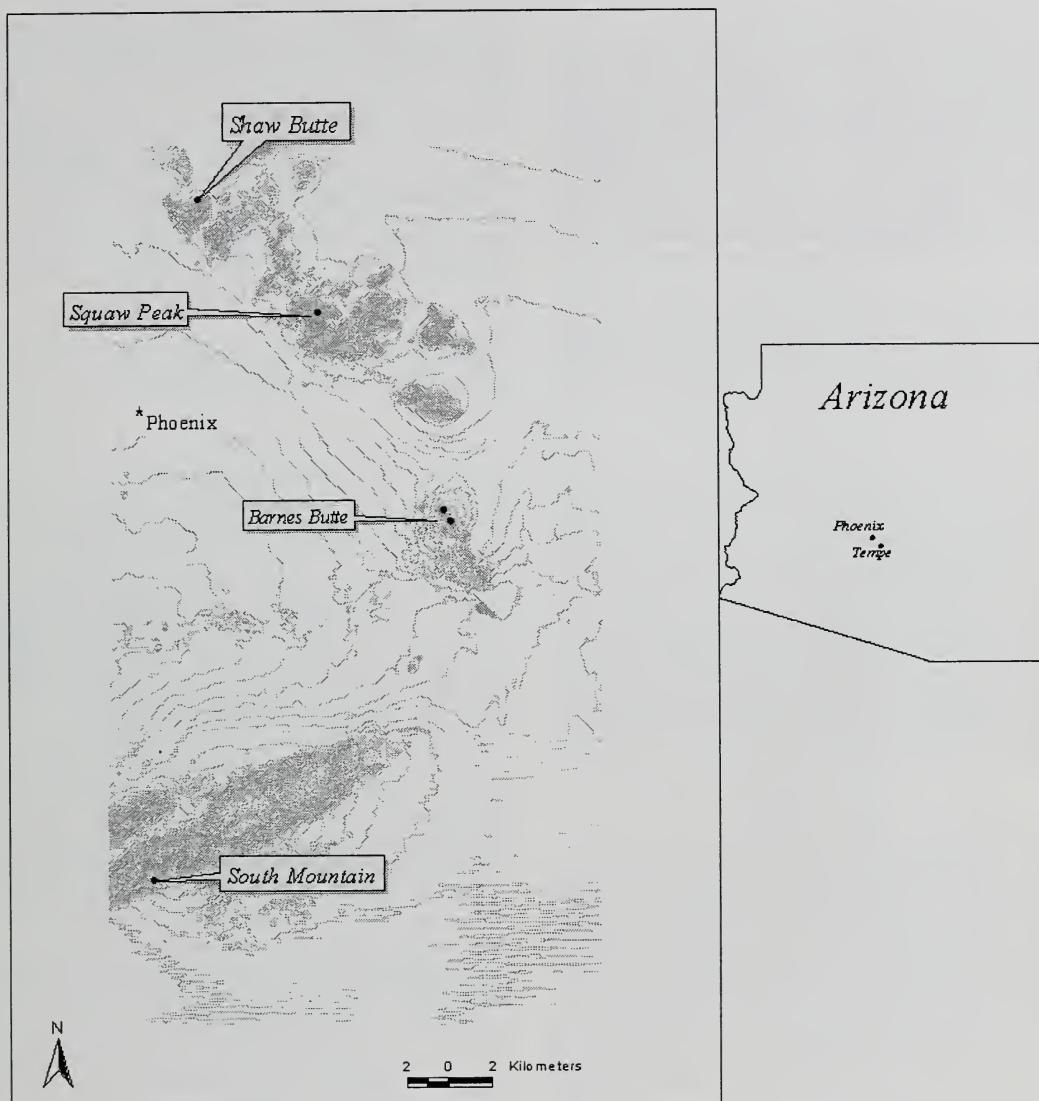 Shaw Butte
Squaw Peak
*Phoenix
Barnes Butte
South Mountain
N
2 0 2 Kilometers
Arizona
Phoenix
Tempe